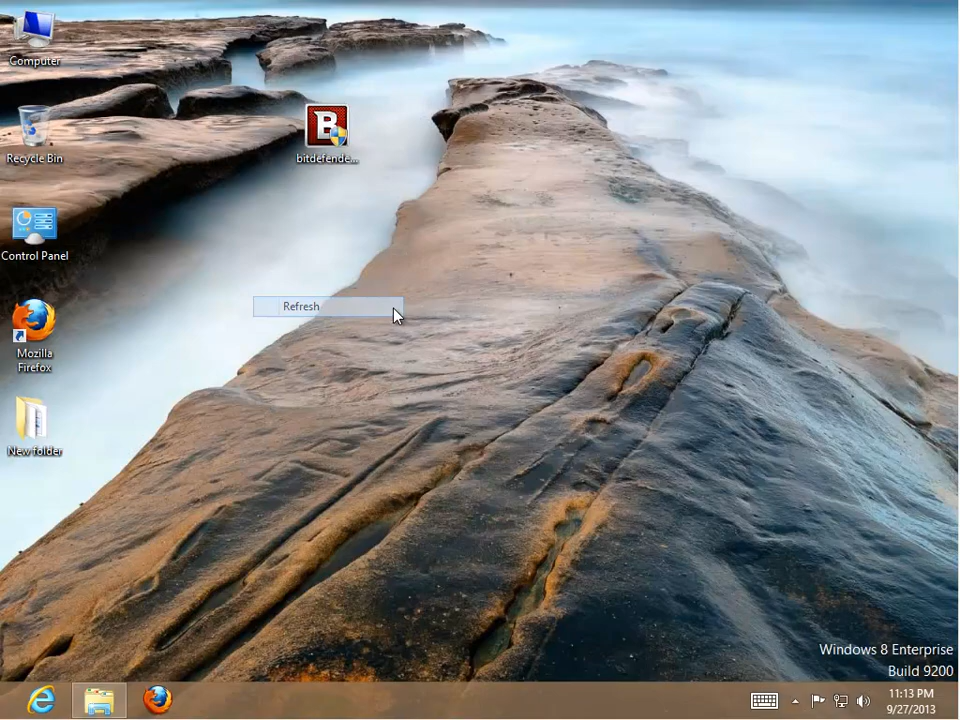 Computer
Recycle Bin
B
bitdefende...
Control Panel
Refresh
Mozilla
Firefox
New folder
Windows 8 Enterprise
Build 9200
11:13 PM
9/27/2013